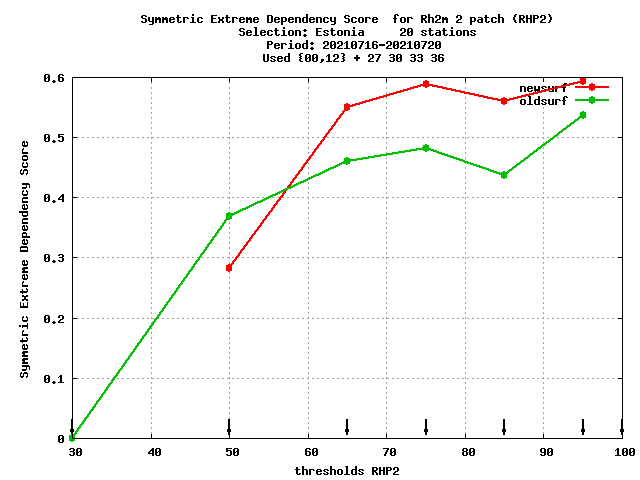 Symmetric Extreme Dependency Score  for Rh2m 2 patch (RHP2)
Selection: Estonia     20 stations
Period: 20210716-20210720
Used {00,12} + 27 30 33 36
newsurf
oldsurf
Symmetric Extreme Dependency Score
0.6
0.5
0.4
0.3
0.2
0.1
0
30 40 50 60 70 80 90 100
thresholds RHP2